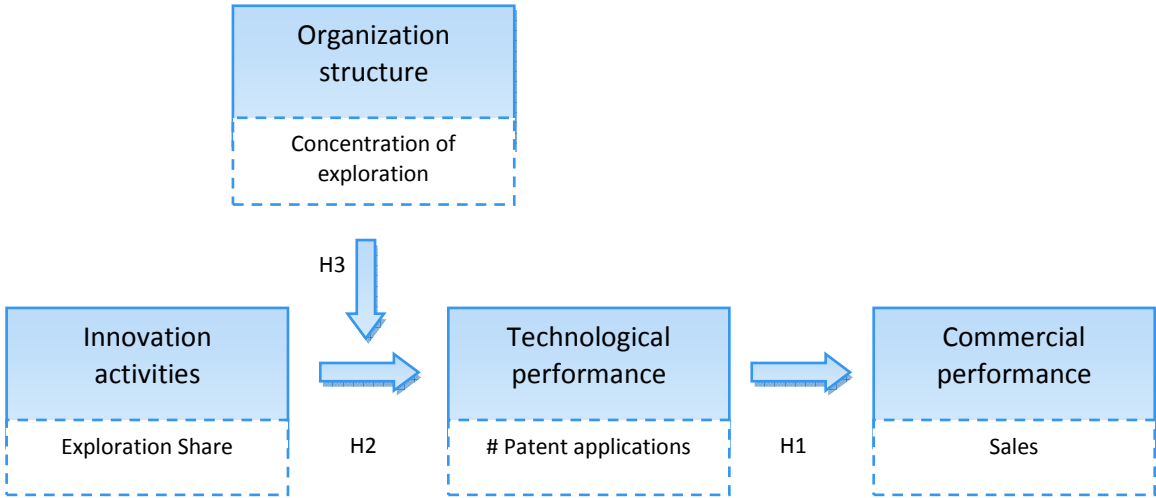 Organization
structure
Concentration of
exploration
H3
Innovation
activities
Exploration Share
H2
Technological
performance
# Patent applications
H1
Commercial
performance
Sales